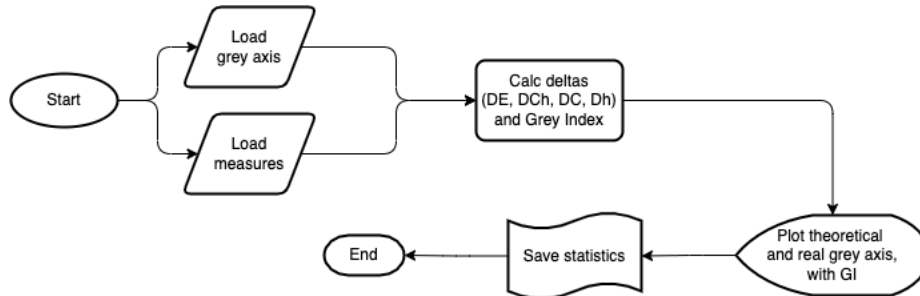 Start
Load
grey axis
Load
measures
Calc deltas
(DE, DCh, DC, Dh)
and Grey Index
Plot theoretical
and real grey axis,
with GI
Save statistics
End